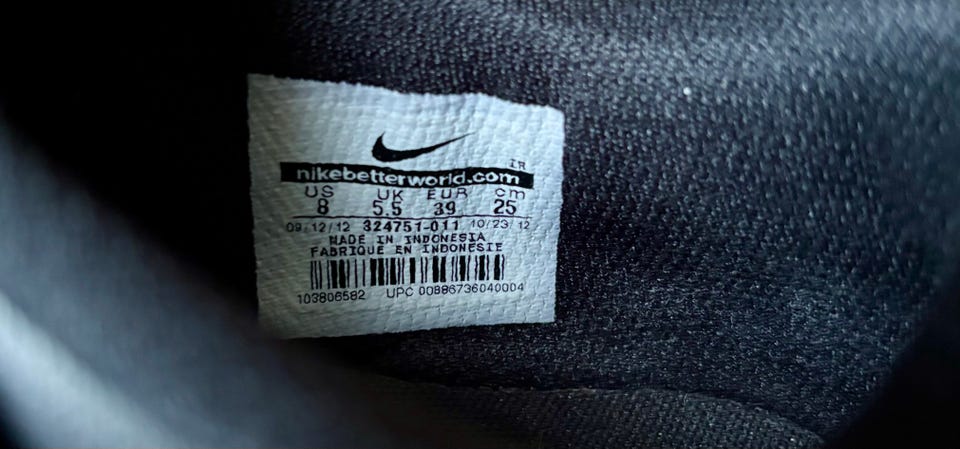 IR
nikebetterworld.com
US UK EUR cm
8 5.5 39 25
09/12/12 324751-011 10/23/12
MADE IN INDONESIA
FABRIQUE EN INDONESIE
103806582 UPC 00886736040004